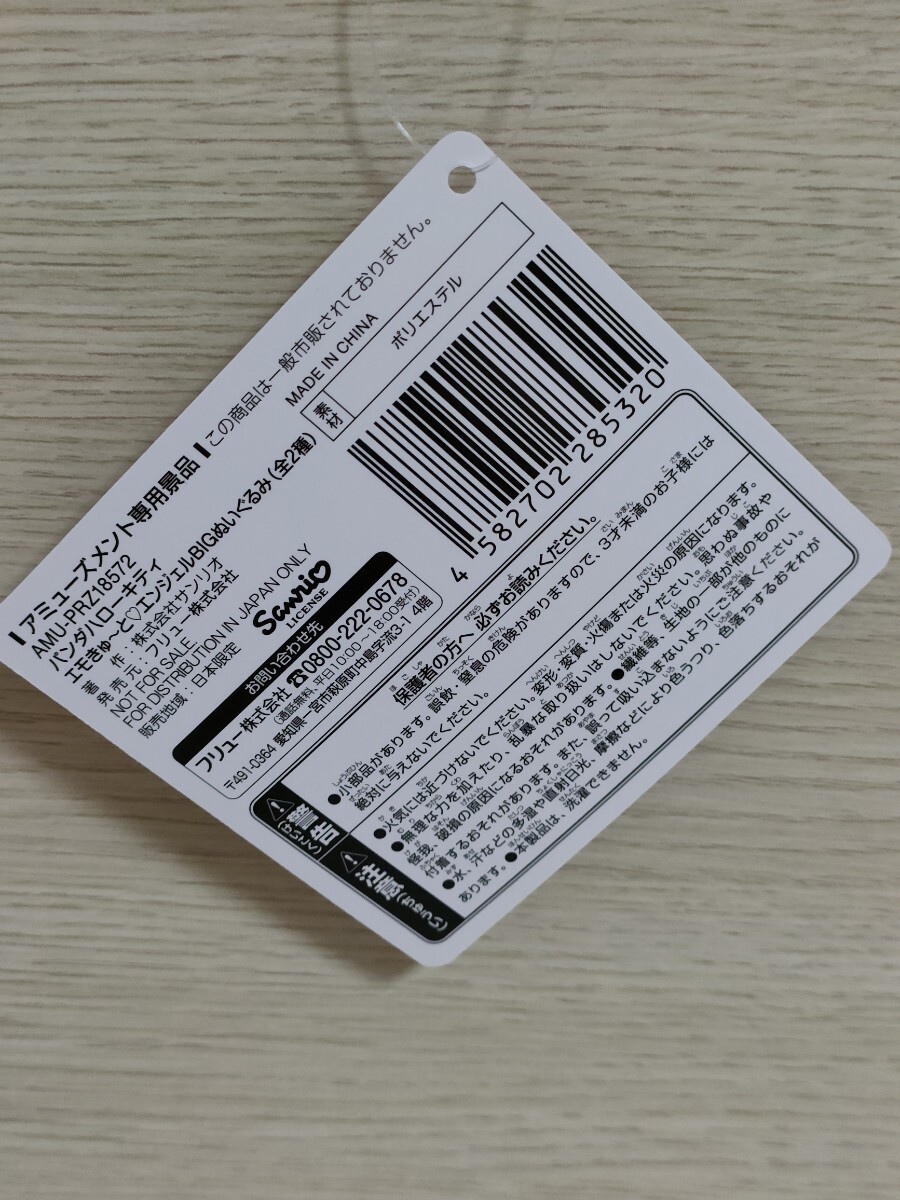 アミューズメント専用景品 この商品は一般市販されておりません。
AMU-PRZ18572 MADE IN CHINA
パンダハローキティ
エモきゅ～と♡エンジェルBIGぬいぐるみ(全2種)
著作：株式会社サンリオ
発売元：フリュー株式会社
NOT FOR SALE
FOR DISTRIBUTION IN JAPAN ONLY
販売地域：日本限定
Sanrio
LICENSE
素材 ポリエステル
4 582702 285320
お問い合わせ先
フリュー株式会社 ☎0800-222-0678
(通話無料、平日10:00～18:00受付)
〒491-0364 愛知県一宮市萩原町中島字流3-1 4階
保護者の方へ 必ずお読みください。
警告(けいこく)
●小部品があります。誤飲、窒息の危険がありますので、3才未満のお子様には
絶対に与えないでください。
注意(ちゅうい)
●火気には近づけないでください。変形、変質、火傷または火災の原因になります。
●無理な力を加えたり、乱暴な取り扱いはしないでください。思わぬ事故や
怪我、破損の原因になるおそれがあります。●繊維等、生地の一部が他のものに
付着するおそれがあります。また、誤って吸い込まないようにご注意ください。
●水、汗などの多湿や直射日光、摩擦などにより色うつり、色落ちするおそれが
あります。●本製品は、洗濯できません。